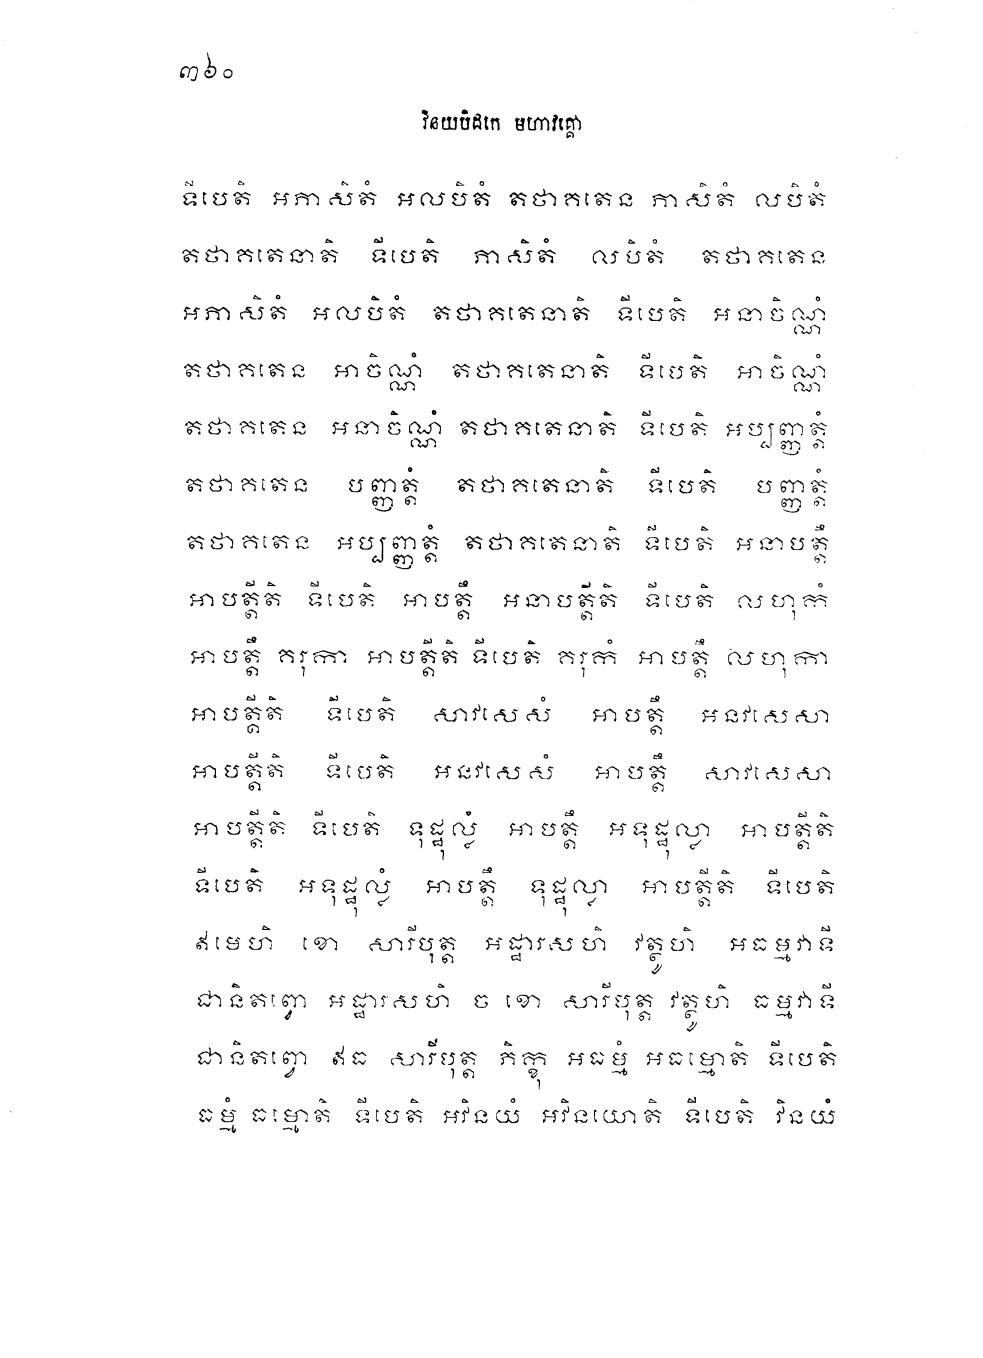 ៣៦០
វិនយបិដកេ មហាវគ្គោ
ទីបេតិ អភាសិតំ អលបិតំ តថាគតេន ភាសិតំ លបិតំ
តថាគតេនាតិ ទីបេតិ ភាសិតំ លបិតំ តថាគតេន
អភាសិតំ អលបិតំ តថាគតេនាតិ ទីបេតិ អនាចិណ្ណំ
តថាគតេន អាចិណ្ណំ តថាគតេនាតិ ទីបេតិ អាចិណ្ណំ
តថាគតេន អនាចិណ្ណំ តថាគតេនាតិ ទីបេតិ អប្បញ្ញត្តំ
តថាគតេន បញ្ញត្តំ តថាគតេនាតិ ទីបេតិ បញ្ញត្តំ
តថាគតេន អប្បញ្ញត្តំ តថាគតេនាតិ ទីបេតិ អនាបត្តឹ
អាបត្តីតិ ទីបេតិ អាបត្តឹ អនាបត្តីតិ ទីបេតិ លហុកំ
អាបត្តឹ គរុកា អាបត្តីតិ ទីបេតិ គរុកំ អាបត្តឹ លហុកា
អាបត្តីតិ ទីបេតិ សាវសេសំ អាបត្តឹ អនវសេសា
អាបត្តីតិ ទីបេតិ អនវសេសំ អាបត្តឹ សាវសេសា
អាបត្តីតិ ទីបេតិ ទុដ្ឋុល្លំ អាបត្តឹ អទុដ្ឋុល្លា អាបត្តីតិ
ទីបេតិ អទុដ្ឋុល្លំ អាបត្តឹ ទុដ្ឋុល្លា អាបត្តីតិ ទីបេតិ
ឥមេហិ ខោ សារីបុត្ត អដ្ឋារសហិ វត្ថូហិ អធម្មវាទី
ជានិតព្វោ អដ្ឋារសហិ ច ខោ សារីបុត្ត វត្ថូហិ ធម្មវាទី
ជានិតព្វោ ឥធ សារីបុត្ត ភិក្ខុ អធម្មំ អធម្មោតិ ទីបេតិ
ធម្មំ ធម្មោតិ ទីបេតិ អវិនយំ អវិនយោតិ ទីបេតិ វិនយំ